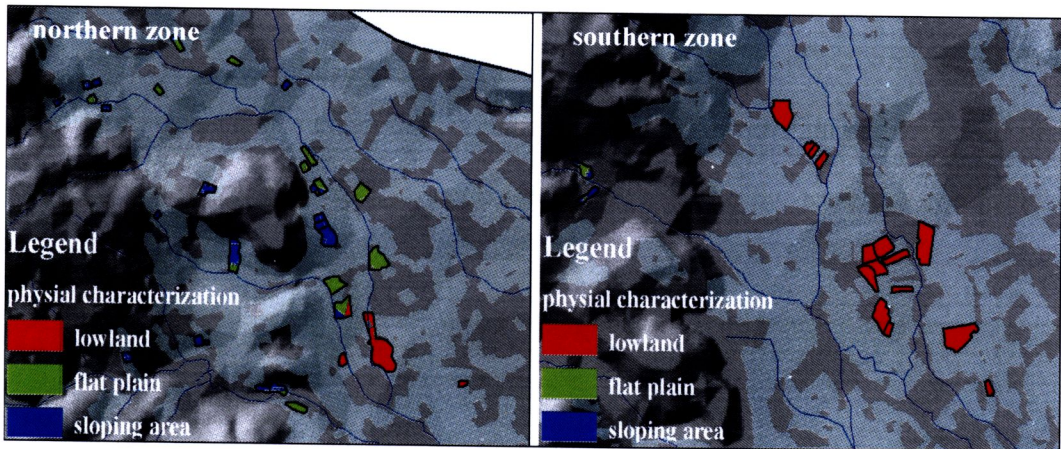 northern zone
Legend
physial characterization
lowland
flat plain
sloping area
southern zone
Legend
physial characterization
lowland
flat plain
sloping area